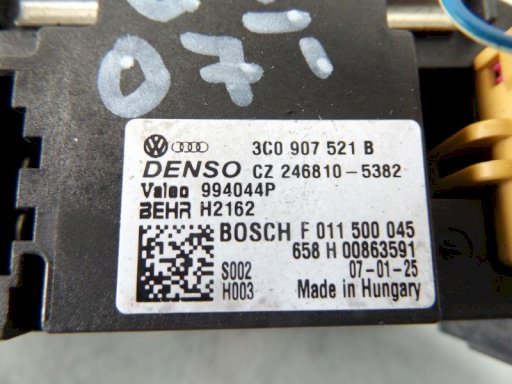 07-
3C0 907 521 B
DENSO CZ 246810-5382
Valeo 994044P
BEHR H2162
BOSCH F 011 500 045
658 H 00863591
S002 07-01-25
H003 Made in Hungary